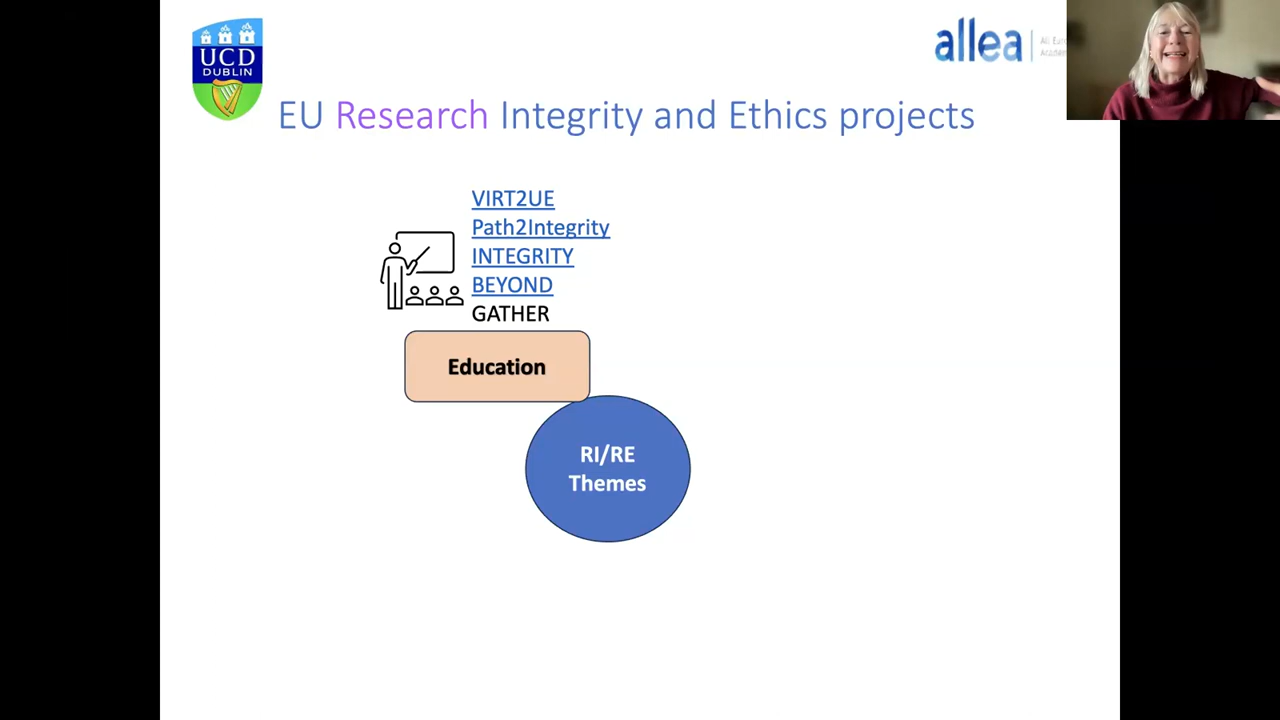 UCD
DUBLIN
allea
EU Research Integrity and Ethics projects
VIRT2UE
Path2Integrity
INTEGRITY
BEYOND
GATHER
Education
RI/RE
Themes